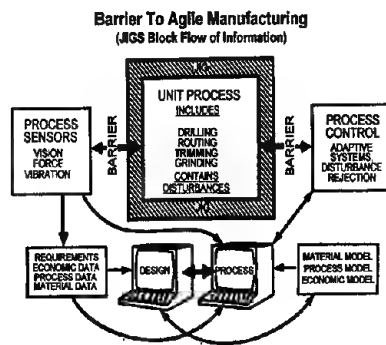 Barrier To Agile Manufacturing
(JIGS Block Flow of Information)
JIG
UNIT PROCESS
INCLUDES
DRILLING
ROUTING
TRIMMING
GRINDING
CONTAINS
DISTURBANCES
JIG
PROCESS
SENSORS
VISION
FORCE
VIBRATION
BARRIER
BARRIER
PROCESS
CONTROL
ADAPTIVE
SYSTEMS,
DISTURBANCE
REJECTION
REQUIREMENTS
ECONOMIC DATA
PROCESS DATA
MATERIAL DATA
DESIGN
PROCESS
MATERIAL MODEL
PROCESS MODEL
ECONOMIC MODEL